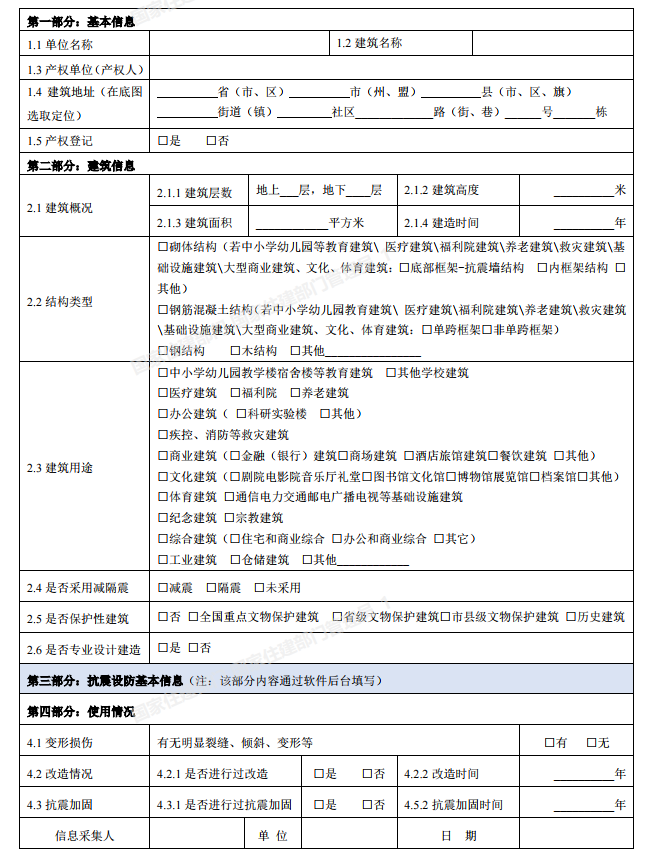 第一部分：基本信息
1.1 单位名称 1.2 建筑名称
1.3 产权单位(产权人)
1.4 建筑地址（在底图选取定位） __________省（市、区）__________市（州、盟）__________县（市、区、旗）
__________街道（镇）_________社区_____________路（街、巷）______号_______栋
1.5 产权登记 □是 □否
第二部分：建筑信息
2.1 建筑概况 2.1.1 建筑层数 地上___层，地下____层 2.1.2 建筑高度 __________米
2.1.3 建筑面积 ____________平方米 2.1.4 建造时间 __________年
2.2 结构类型
□砌体结构（若中小学幼儿园等教育建筑\ 医疗建筑\福利院建筑\养老建筑\救灾建筑\基
础设施建筑\大型商业建筑、文化、体育建筑：□底部框架-抗震墙结构 □内框架结构 □
其他）
□钢筋混凝土结构(若中小学幼儿园教育建筑\ 医疗建筑\福利院建筑\养老建筑\救灾建筑
\基础设施建筑\大型商业建筑、文化、体育建筑：□单跨框架□非单跨框架）
□钢结构 □木结构 □其他________________
2.3 建筑用途
□中小学幼儿园教学楼宿舍楼等教育建筑 □其他学校建筑
□医疗建筑 □福利院 □养老建筑
□办公建筑（ □科研实验楼 □其他）
□疾控、消防等救灾建筑
□商业建筑（□金融（银行）建筑□商场建筑 □酒店旅馆建筑□餐饮建筑 □其他）
□文化建筑（□剧院电影院音乐厅礼堂□图书馆文化馆□博物馆展览馆□档案馆□其他）
□体育建筑 □通信电力交通邮电广播电视等基础设施建筑
□纪念建筑 □宗教建筑
□综合建筑（□住宅和商业综合 □办公和商业综合 □其它）
□工业建筑 □仓储建筑 □其他____________
2.4 是否采用减隔震 □减震 □隔震 □未采用
2.5 是否保护性建筑 □否 □全国重点文物保护建筑 □省级文物保护建筑□市县级文物保护建筑 □历史建筑
2.6 是否专业设计建造 □是 □否
第三部分：抗震设防基本信息（注：该部分内容通过软件后台填写）
第四部分：使用情况
4.1 变形损伤 有无明显裂缝、倾斜、变形等 □有 □无
4.2 改造情况 4.2.1 是否进行过改造 □是 □否 4.2.2 改造时间 __________年
4.3 抗震加固 4.3.1 是否进行过抗震加固 □是 □否 4.5.2 抗震加固时间 __________年
信息采集人 单 位 日 期